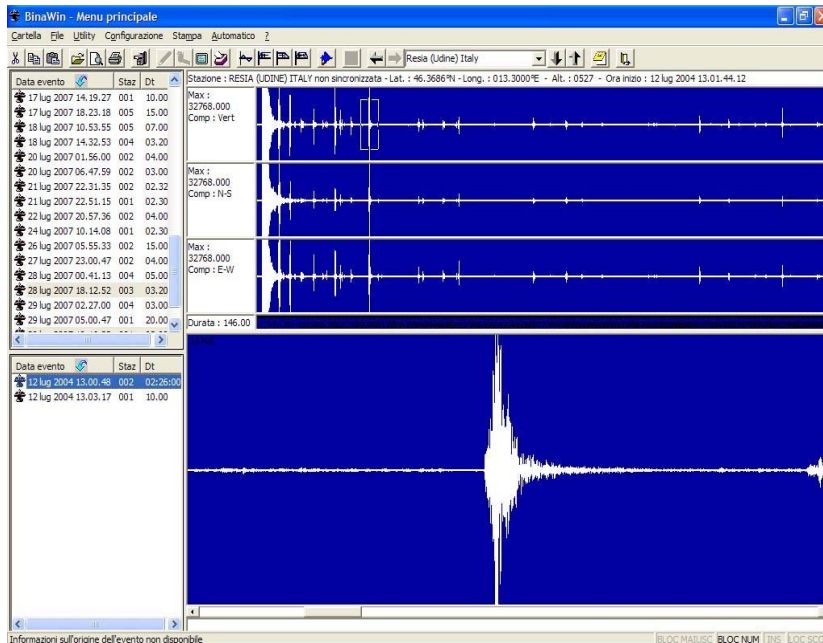 BinaWin - Menu principale
Cartella File Utility Configurazione Stampa Automatico ?
Resia (Udine) Italy
Data evento Staz Dt
17 lug 2007 14.19.27 001 10.00
17 lug 2007 18.23.18 005 15.00
18 lug 2007 10.53.55 005 07.00
18 lug 2007 14.32.53 004 03.20
20 lug 2007 01.56.00 002 04.00
20 lug 2007 06.47.59 002 03.00
21 lug 2007 22.31.35 002 02.32
21 lug 2007 22.51.15 001 02.30
22 lug 2007 20.57.36 002 04.00
24 lug 2007 10.14.08 001 02.30
26 lug 2007 05.55.33 002 15.00
27 lug 2007 23.00.47 002 04.00
28 lug 2007 00.41.13 004 05.00
28 lug 2007 18.12.52 003 03.20
29 lug 2007 02.27.00 004 03.00
29 lug 2007 05.00.47 001 20.00
Stazione : RESIA (UDINE) ITALY non sincronizzata - Lat. : 46.3686°N - Long. : 013.3000°E - Alt. : 0527 - Ora inizio : 12 lug 2004 13.01.44.12
Max :
32768.000
Comp : Vert
Max :
32768.000
Comp : N-S
Max :
32768.000
Comp : E-W
Durata : 146.00
Data evento Staz Dt
12 lug 2004 13.00.48 002 02:26:00
12 lug 2004 13.03.17 001 10.00
Informazioni sull'origine dell'evento non disponibile
BLOC MAIUSC BLOC NUM INS LOC SCO